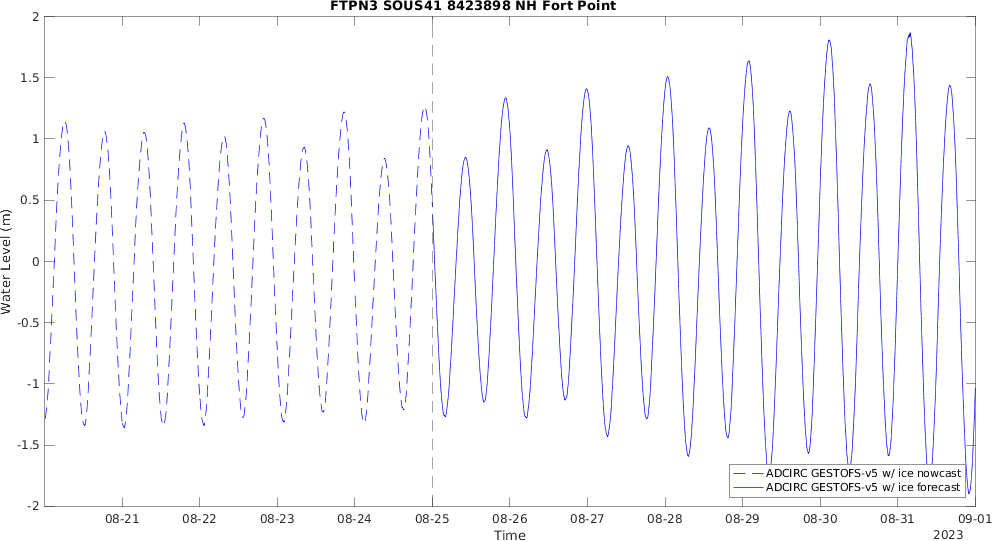 FTPN3 SOUS41 8423898 NH Fort Point
2
1.5
1
0.5
0
-0.5
-1
-1.5
-2
Water Level (m)
ADCIRC GESTOFS-v5 w/ ice nowcast
ADCIRC GESTOFS-v5 w/ ice forecast
08-21 08-22 08-23 08-24 08-25 08-26 08-27 08-28 08-29 08-30 08-31 09-01
Time
2023